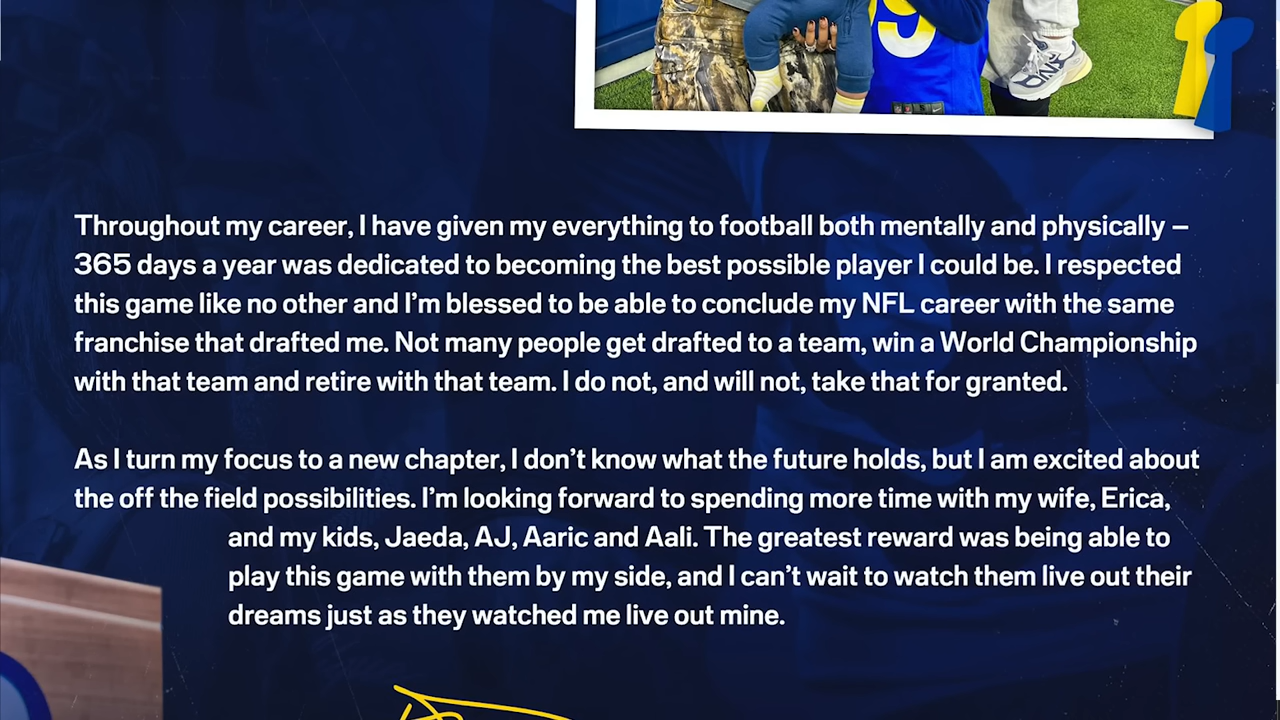 Throughout my career, I have given my everything to football both mentally and physically –
365 days a year was dedicated to becoming the best possible player I could be. I respected
this game like no other and I'm blessed to be able to conclude my NFL career with the same
franchise that drafted me. Not many people get drafted to a team, win a World Championship
with that team and retire with that team. I do not, and will not, take that for granted.
As I turn my focus to a new chapter, I don't know what the future holds, but I am excited about
the off the field possibilities. I'm looking forward to spending more time with my wife, Erica,
and my kids, Jaeda, AJ, Aaric and Aali. The greatest reward was being able to
play this game with them by my side, and I can't wait to watch them live out their
dreams just as they watched me live out mine.